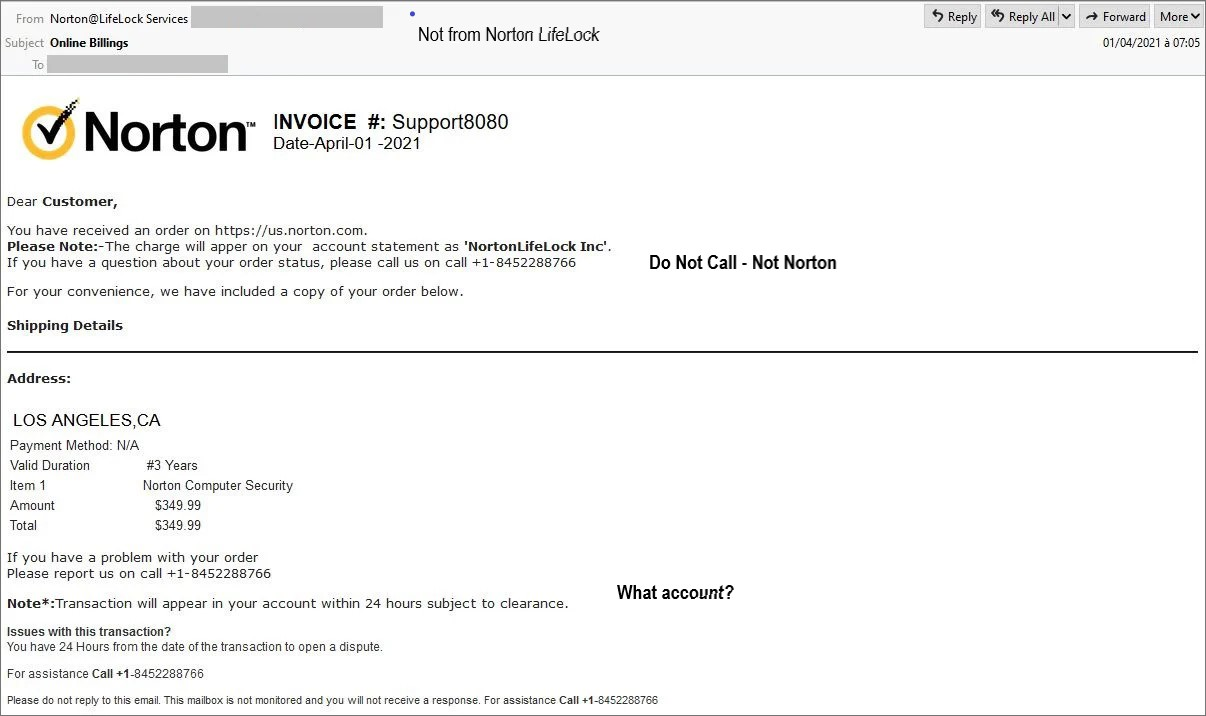 From Norton@LifeLock Services
Reply Reply All Forward More
Not from Norton LifeLock
Subject Online Billings
01/04/2021 à 07:05
To
Norton™
INVOICE #: Support8080
Date-April-01 -2021
Dear Customer,
You have received an order on https://us.norton.com.
Please Note:-The charge will apper on your account statement as 'NortonLifeLock Inc'.
If you have a question about your order status, please call us on call +1-8452288766
Do Not Call - Not Norton
For your convenience, we have included a copy of your order below.
Shipping Details
Address:
LOS ANGELES,CA
Payment Method: N/A
Valid Duration #3 Years
Item 1 Norton Computer Security
Amount $349.99
Total $349.99
If you have a problem with your order
Please report us on call +1-8452288766
What account?
Note*:Transaction will appear in your account within 24 hours subject to clearance.
Issues with this transaction?
You have 24 Hours from the date of the transaction to open a dispute.
For assistance Call +1-8452288766
Please do not reply to this email. This mailbox is not monitored and you will not receive a response. For assistance Call +1-8452288766